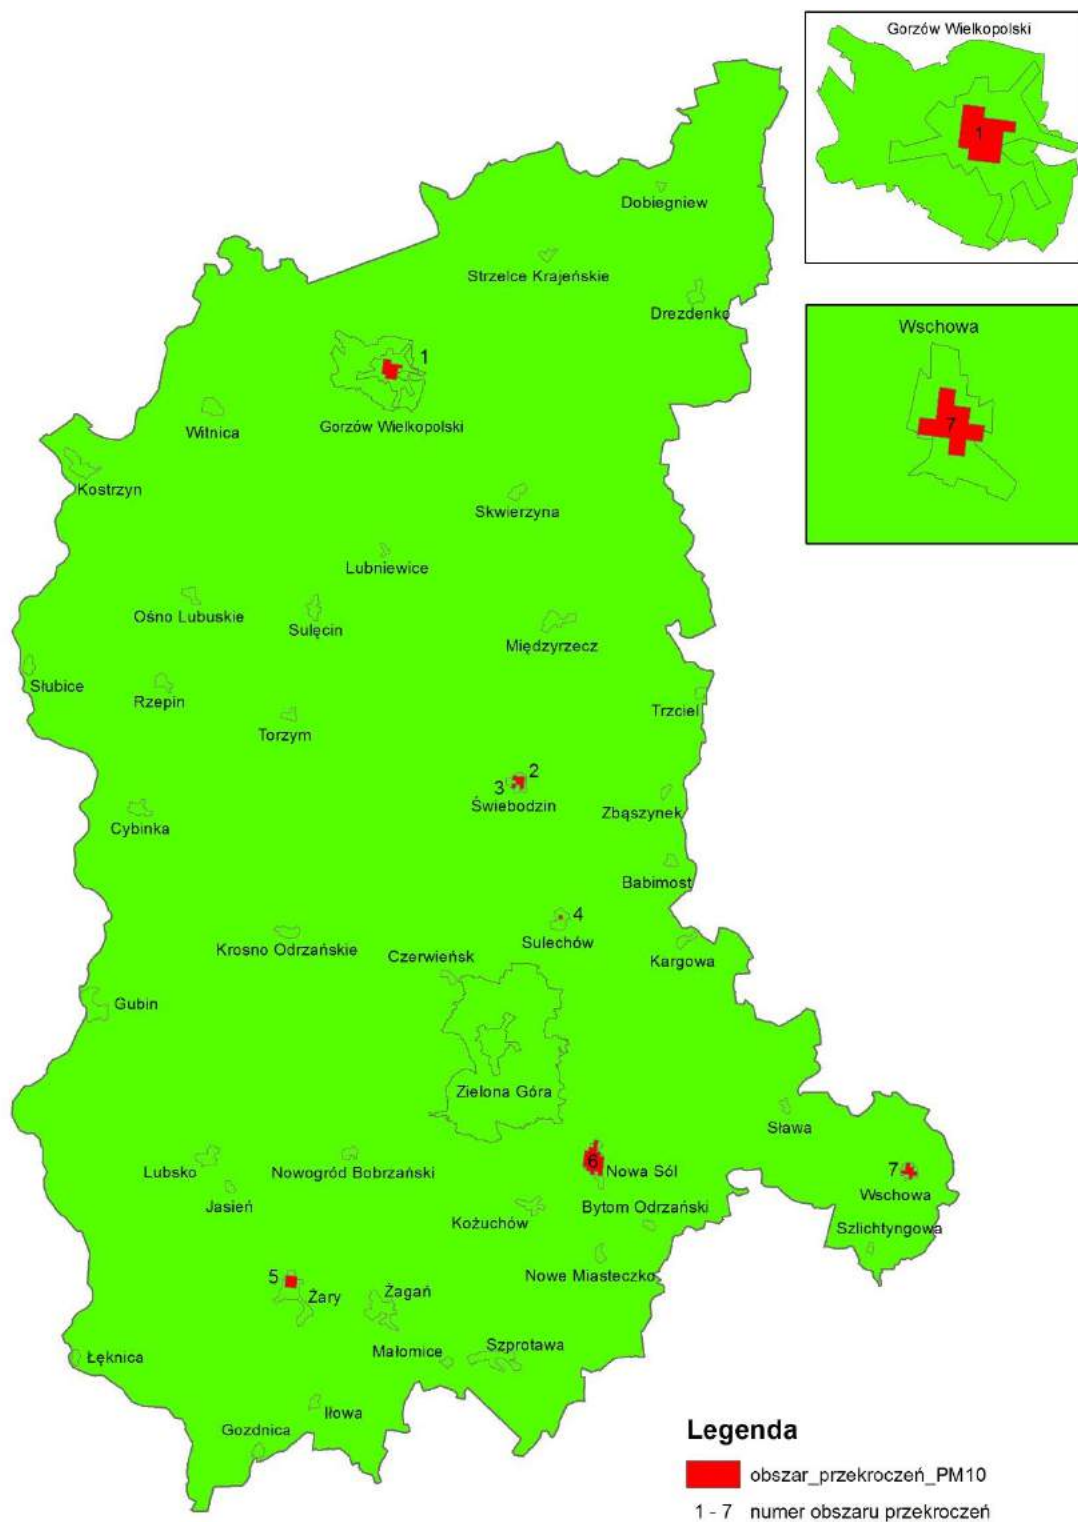 Gorzów Wielkopolski
1
Dobiegniew
Strzelce Krajeńskie
Drezdenko
Wschowa
7
1
Gorzów Wielkopolski
Witnica
Kostrzyn
Skwierzyna
Lubniewice
Ośno Lubuskie
Sulęcin
Międzyrzecz
Słubice
Rzepin
Trzciel
Torzym
2
3
Świebodzin
Zbąszynek
Cybinka
Babimost
4
Sulechów
Krosno Odrzańskie
Czerwieńsk
Kargowa
Gubin
Zielona Góra
Sława
6
Nowa Sól
Lubsko
Nowogród Bobrzański
7
Wschowa
Jasień
Kożuchów
Bytom Odrzański
Szlichtyngowa
Nowe Miasteczko
5
Żary
Żagań
Małomice
Szprotawa
Łęknica
Iłowa
Gozdnica
Legenda
obszar_przekroczeń_PM10
1 - 7 numer obszaru przekroczeń